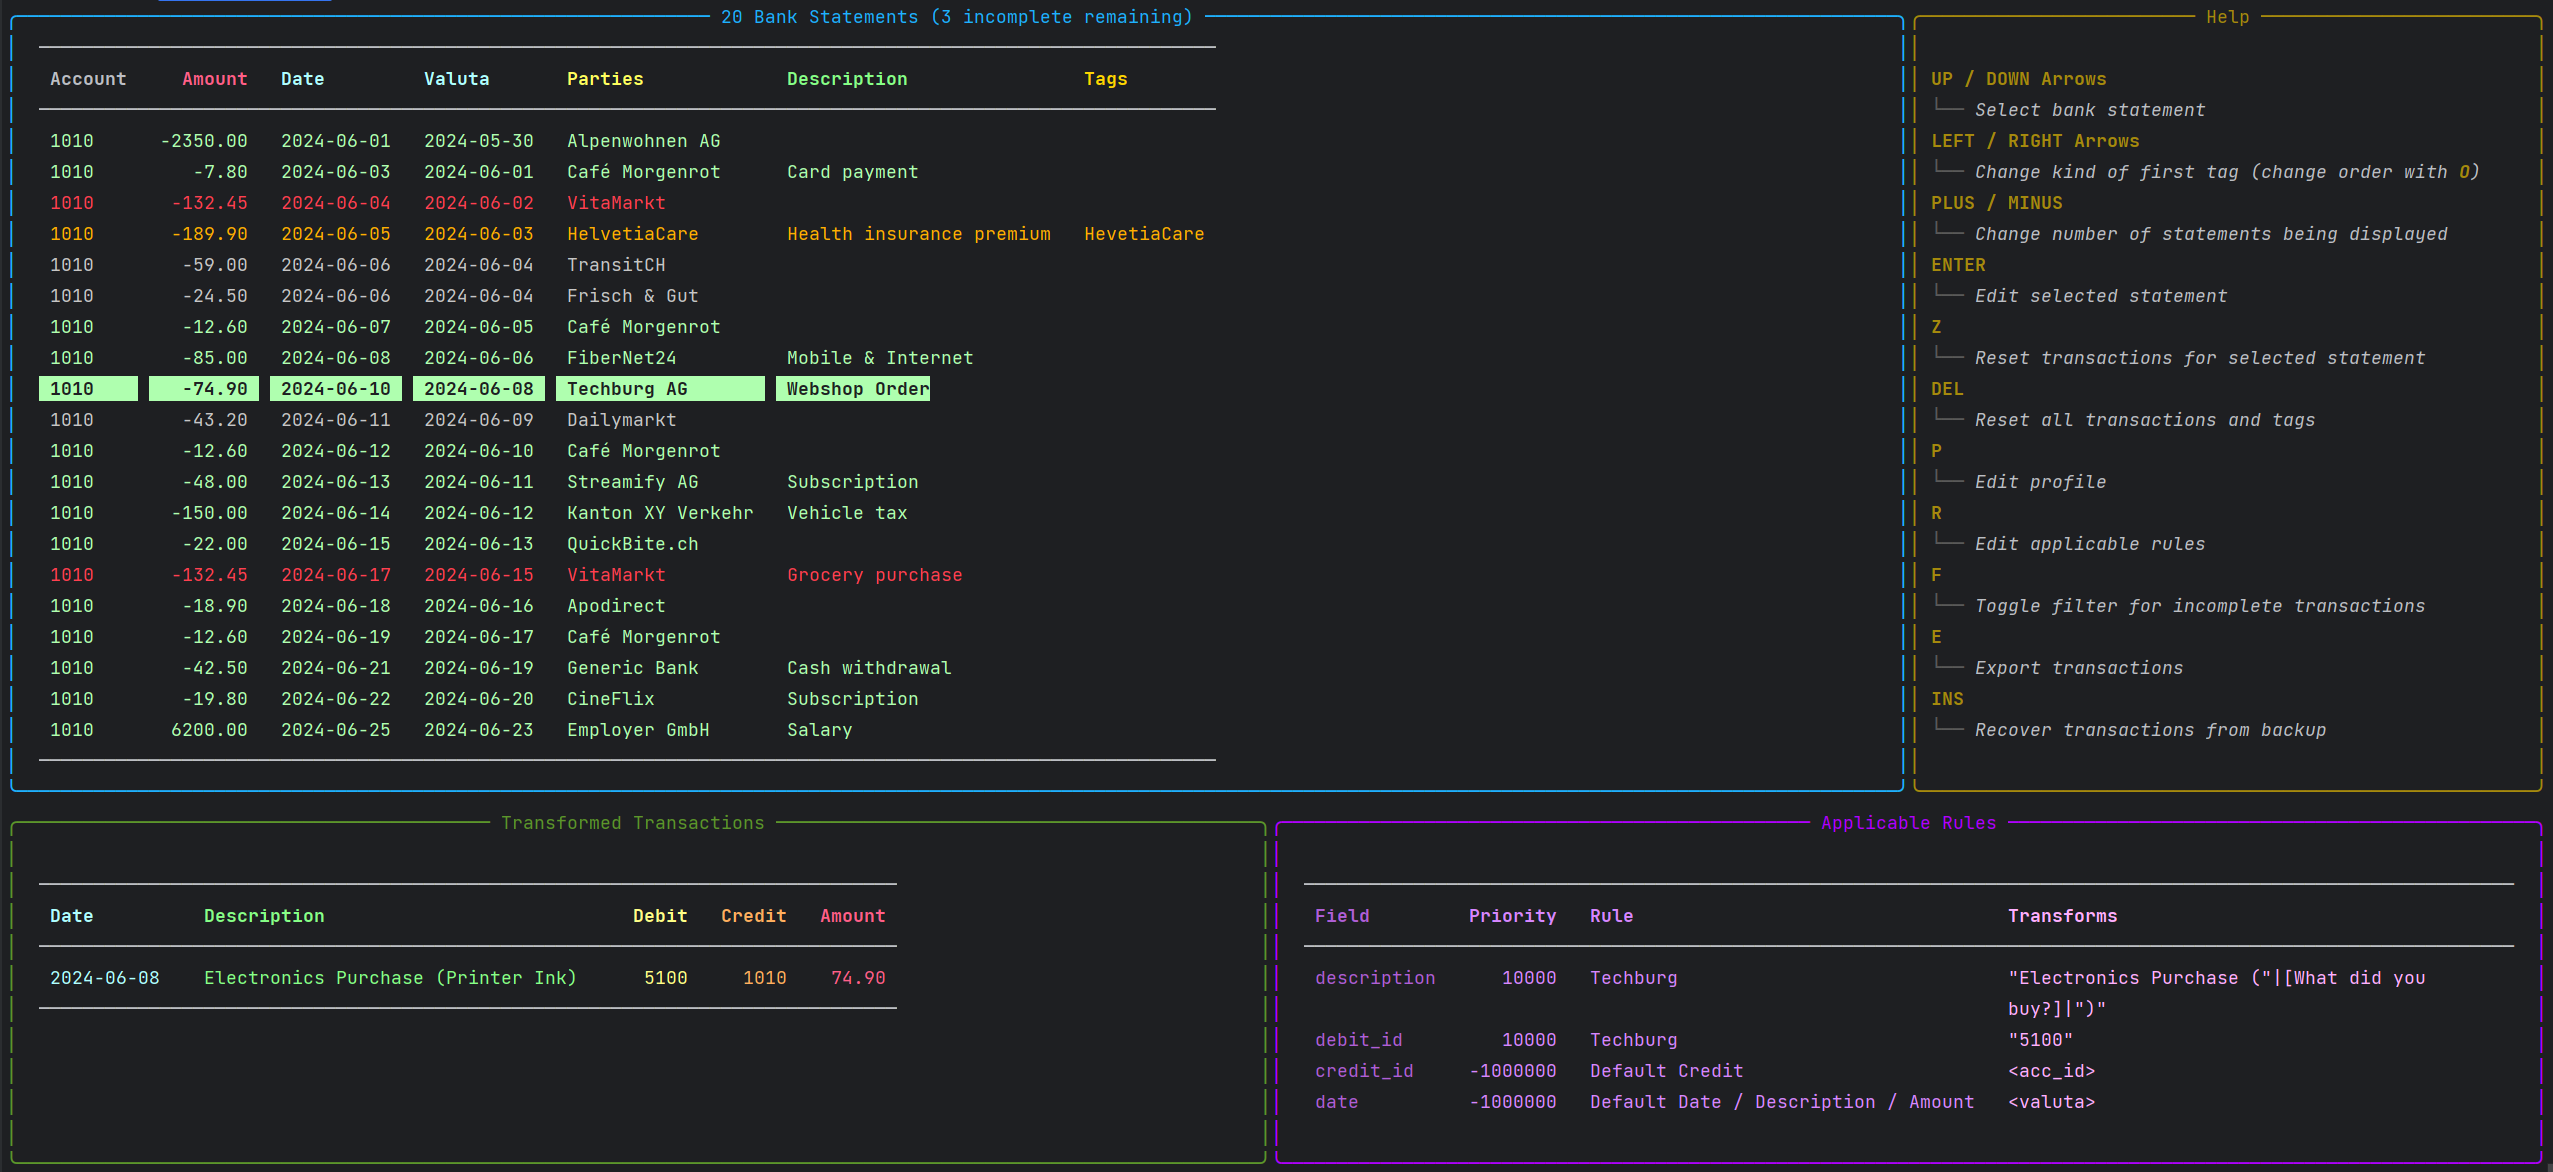 20 Bank Statements (3 incomplete remaining)
Account Amount Date Valuta Parties Description Tags
1010 -2350.00 2024-06-01 2024-05-30 Alpenwohnen AG
1010 -7.80 2024-06-03 2024-06-01 Café Morgenrot Card payment
1010 -132.45 2024-06-04 2024-06-02 VitaMarkt
1010 -189.90 2024-06-05 2024-06-03 HelvetiaCare Health insurance premium HevetiaCare
1010 -59.00 2024-06-06 2024-06-04 TransitCH
1010 -24.50 2024-06-06 2024-06-04 Frisch & Gut
1010 -12.60 2024-06-07 2024-06-05 Café Morgenrot
1010 -85.00 2024-06-08 2024-06-06 FiberNet24 Mobile & Internet
1010 -74.90 2024-06-10 2024-06-08 Techburg AG Webshop Order
1010 -43.20 2024-06-11 2024-06-09 Dailymarkt
1010 -12.60 2024-06-12 2024-06-10 Café Morgenrot
1010 -48.00 2024-06-13 2024-06-11 Streamify AG Subscription
1010 -150.00 2024-06-14 2024-06-12 Kanton XY Verkehr Vehicle tax
1010 -22.00 2024-06-15 2024-06-13 QuickBite.ch
1010 -132.45 2024-06-17 2024-06-15 VitaMarkt Grocery purchase
1010 -18.90 2024-06-18 2024-06-16 Apodirect
1010 -12.60 2024-06-19 2024-06-17 Café Morgenrot
1010 -42.50 2024-06-21 2024-06-19 Generic Bank Cash withdrawal
1010 -19.80 2024-06-22 2024-06-20 CineFlix Subscription
1010 6200.00 2024-06-25 2024-06-23 Employer GmbH Salary
Help
UP / DOWN Arrows
Select bank statement
LEFT / RIGHT Arrows
Change kind of first tag (change order with O)
PLUS / MINUS
Change number of statements being displayed
ENTER
Edit selected statement
Z
Reset transactions for selected statement
DEL
Reset all transactions and tags
P
Edit profile
R
Edit applicable rules
F
Toggle filter for incomplete transactions
E
Export transactions
INS
Recover transactions from backup
Transformed Transactions
Date Description Debit Credit Amount
2024-06-08 Electronics Purchase (Printer Ink) 5100 1010 74.90
Applicable Rules
Field Priority Rule Transforms
description 10000 Techburg "Electronics Purchase ("|[What did you
buy?]|")"
debit_id 10000 Techburg "5100"
credit_id -1000000 Default Credit <acc_id>
date -1000000 Default Date / Description / Amount <valuta>